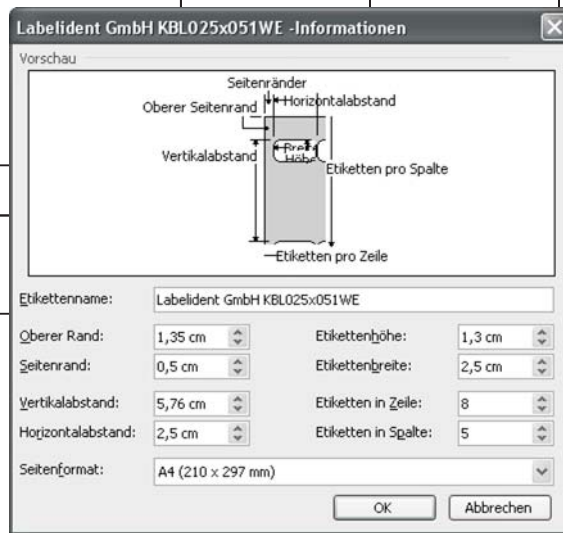 Labelident GmbH KBL025x051WE -Informationen
Vorschau
Seitenränder
Oberer Seitenrand
Horizontalabstand
Vertikalabstand
Breite
Höhe
Etiketten pro Spalte
Etiketten pro Zeile
Etikettenname: Labelident GmbH KBL025x051WE
Oberer Rand: 1,35 cm Etikettenhöhe: 1,3 cm
Seitenrand: 0,5 cm Etikettenbreite: 2,5 cm
Vertikalabstand: 5,76 cm Etiketten in Zeile: 8
Horizontalabstand: 2,5 cm Etiketten in Spalte: 5
Seitenformat: A4 (210 x 297 mm)
OK Abbrechen